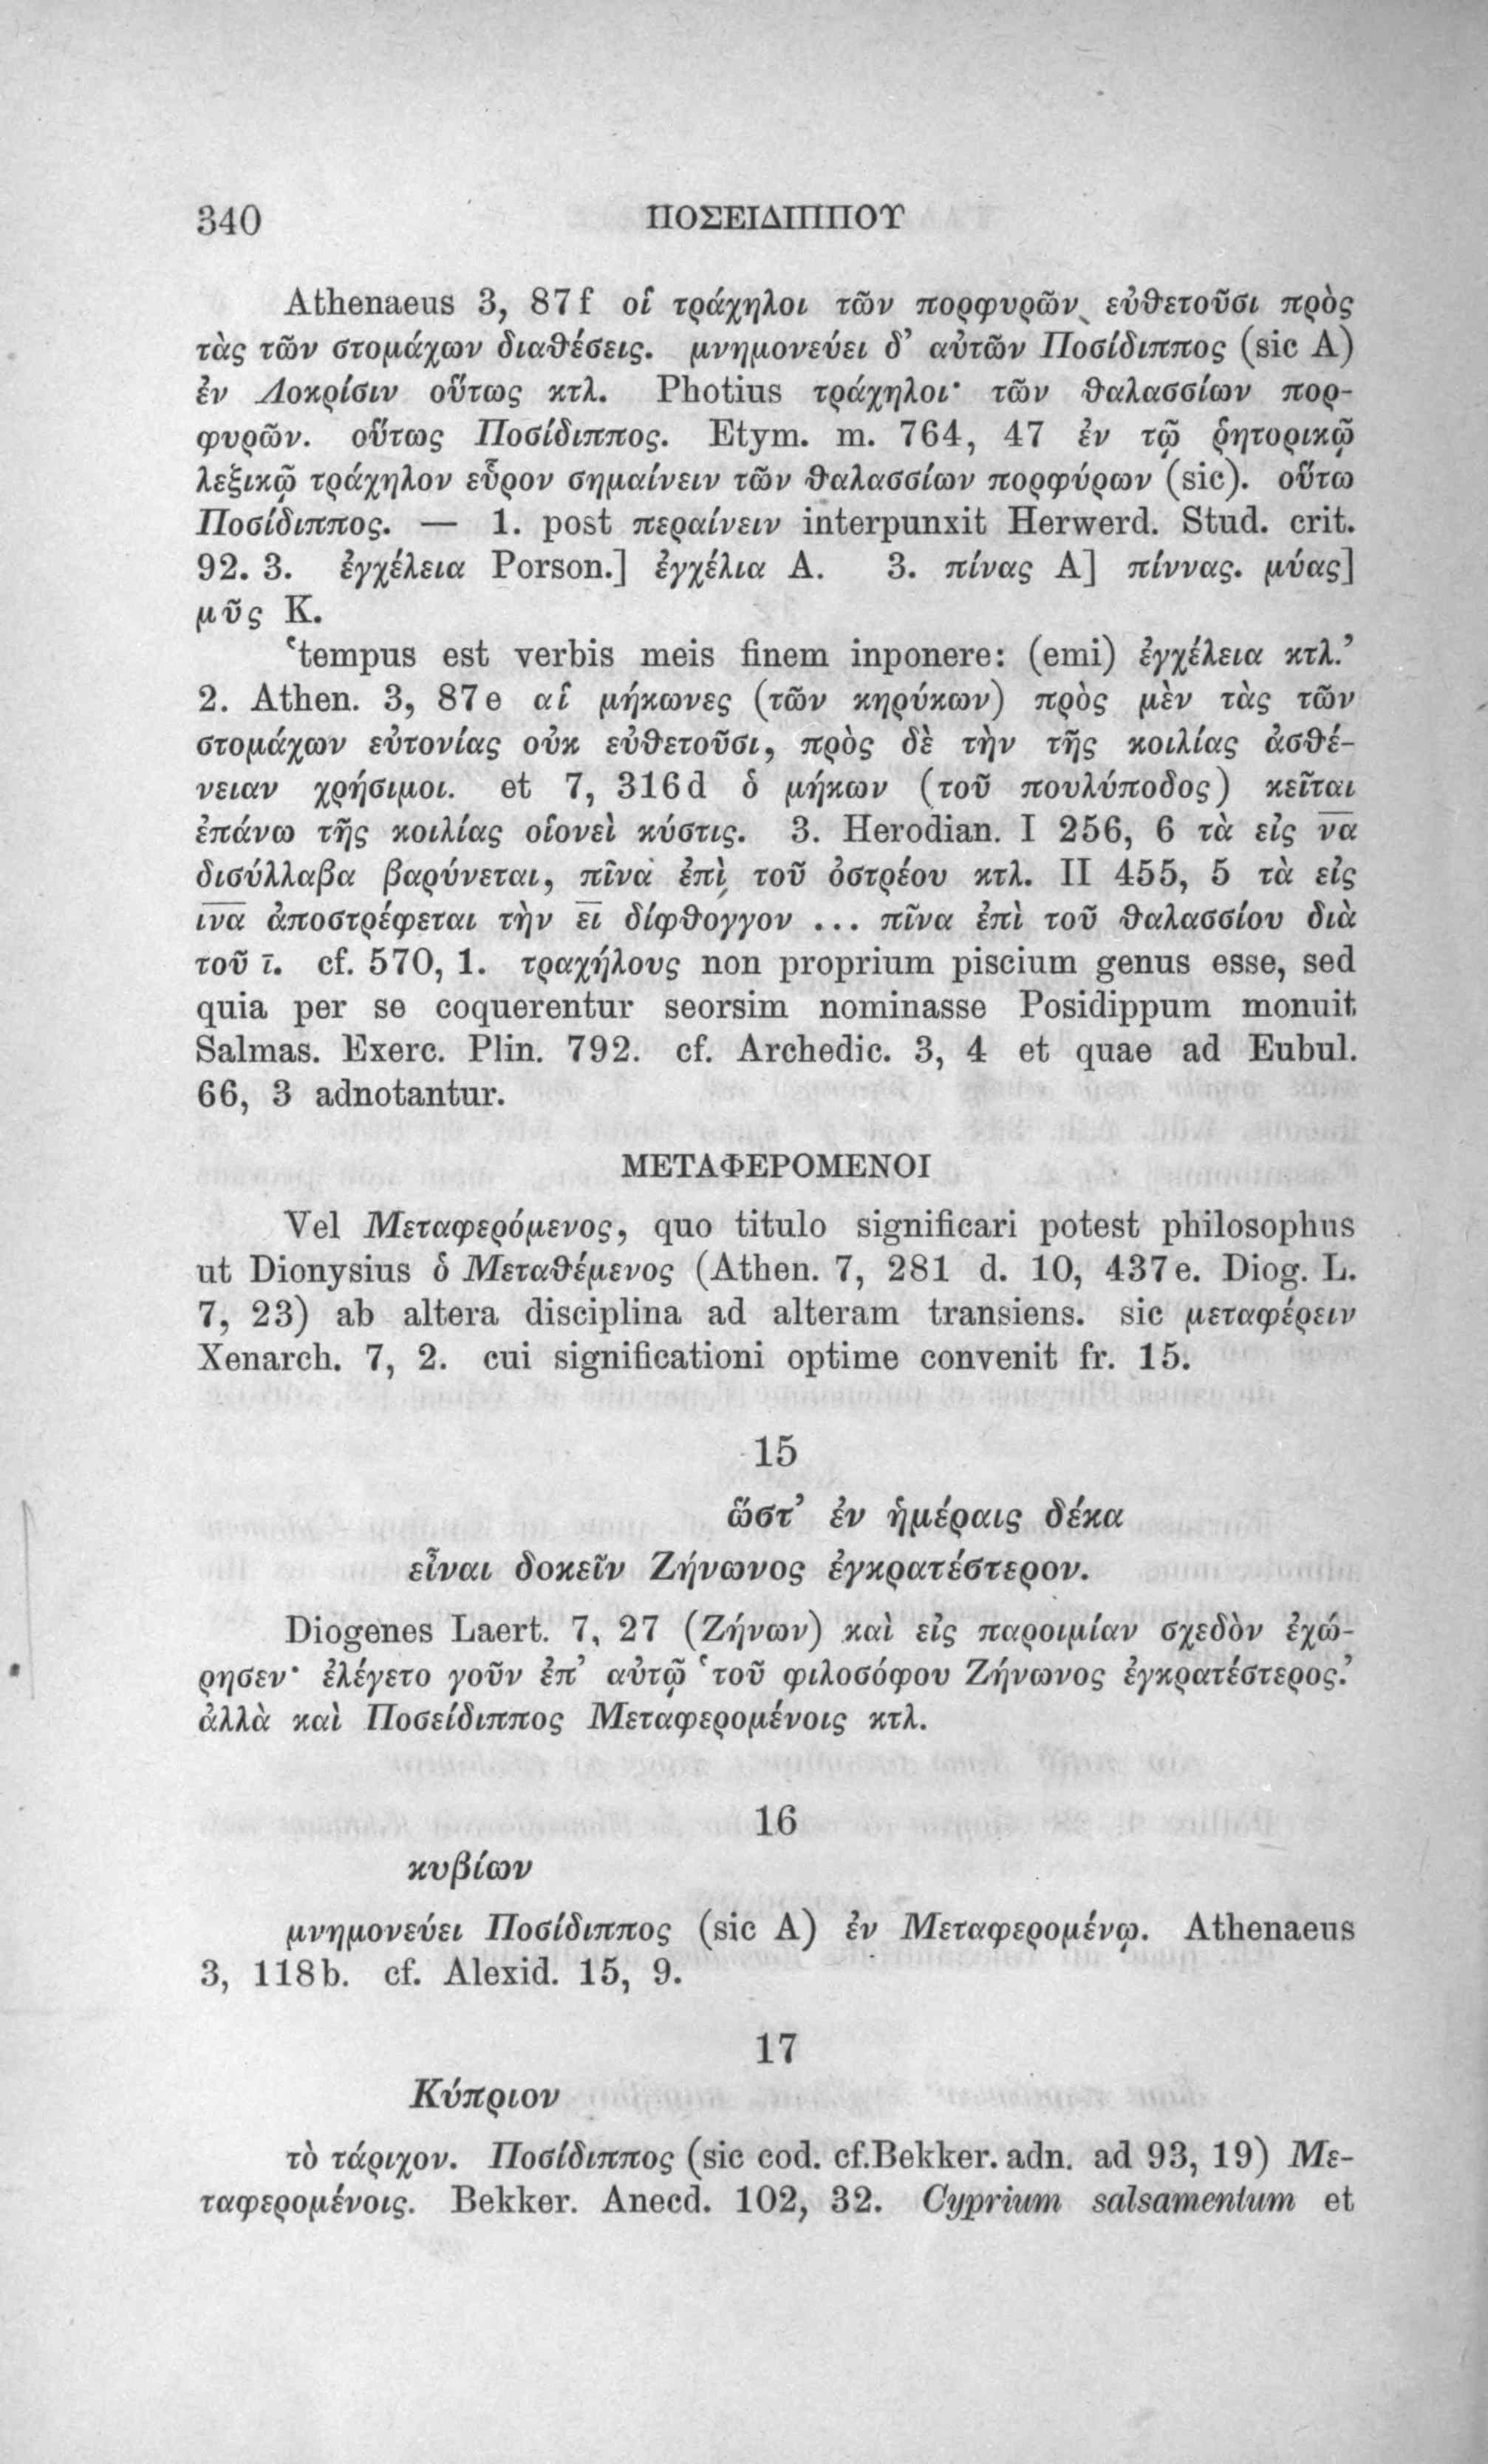 340
ΠΟΣΕΙΔΙΠΠΟΥ
Athenaeus 3, 87f οἱ τράχηλοι τῶν πορφυρῶν εὐθετοῦσι πρὸς
τὰς τῶν στομάχων διαθέσεις. μνημονεύει δ’ αὐτῶν Ποσίδιππος (sic A)
ἐν Λοκρίσιν οὕτως κτλ. Photius τράχηλοι· τῶν θαλασσίων πορ-
φυρῶν. οὕτως Ποσίδιππος. Etym. m. 764, 47 ἐν τῷ ῥητορικῷ
λεξικῷ τράχηλον εὗρον σημαίνειν τῶν θαλασσίων πορφύρων (sic). οὕτω
Ποσίδιππος. — 1. post περαίνειν interpunxit Herwerd. Stud. crit.
92. 3. ἐγχέλεια Porson.] ἐγχέλια A. 3. πίνας A] πίννας. μύας]
μῦς K.
‘tempus est verbis meis finem inponere: (emi) ἐγχέλεια κτλ.’
2. Athen. 3, 87e αἱ μήκωνες (τῶν κηρύκων) πρὸς μὲν τὰς τῶν
στομάχων εὐτονίας οὐκ εὐθετοῦσι, πρὸς δὲ τὴν τῆς κοιλίας ἀσθέ-
νειαν χρήσιμοι. et 7, 316d ὁ μήκων (τοῦ πουλύποδος) κεῖται
ἐπάνω τῆς κοιλίας οἱονεὶ κύστις. 3. Herodian. I 256, 6 τὰ εἰς ν̅α̅
δισύλλαβα βαρύνεται, πῖνα ἐπὶ τοῦ ὀστρέου κτλ. II 455, 5 τὰ εἰς
ι̅ν̅α̅ ἀποστρέφεται τὴν ε̅ι̅ δίφθογγον ... πῖνα ἐπὶ τοῦ θαλασσίου διὰ
τοῦ ῑ. cf. 570, 1. τραχήλους non proprium piscium genus esse, sed
quia per se coquerentur seorsim nominasse Posidippum monuit
Salmas. Exerc. Plin. 792. cf. Archedic. 3, 4 et quae ad Eubul.
66, 3 adnotantur.
ΜΕΤΑΦΕΡΟΜΕΝΟΙ
Vel Μεταφερόμενος, quo titulo significari potest philosophus
ut Dionysius ὁ Μεταθέμενος (Athen. 7, 281 d. 10, 437e. Diog. L.
7, 23) ab altera disciplina ad alteram transiens. sic μεταφέρειν
Xenarch. 7, 2. cui significationi optime convenit fr. 15.
15
ὥστ’ ἐν ἡμέραις δέκα
εἶναι δοκεῖν Ζήνωνος ἐγκρατέστερον.
Diogenes Laert. 7, 27 (Ζήνων) καὶ εἰς παροιμίαν σχεδὸν ἐχώ-
ρησεν· ἐλέγετο γοῦν ἐπ’ αὐτῷ ‘τοῦ φιλοσόφου Ζήνωνος ἐγκρατέστερος.’
ἀλλὰ καὶ Ποσείδιππος Μεταφερομένοις κτλ.
16
κυβίων
μνημονεύει Ποσίδιππος (sic A) ἐν Μεταφερομένῳ. Athenaeus
3, 118b. cf. Alexid. 15, 9.
17
Κύπριον
τὸ τάριχον. Ποσίδιππος (sic cod. cf. Bekker. adn. ad 93, 19) Με-
ταφερομένοις. Bekker. Anecd. 102, 32. Cyprium salsamentum et